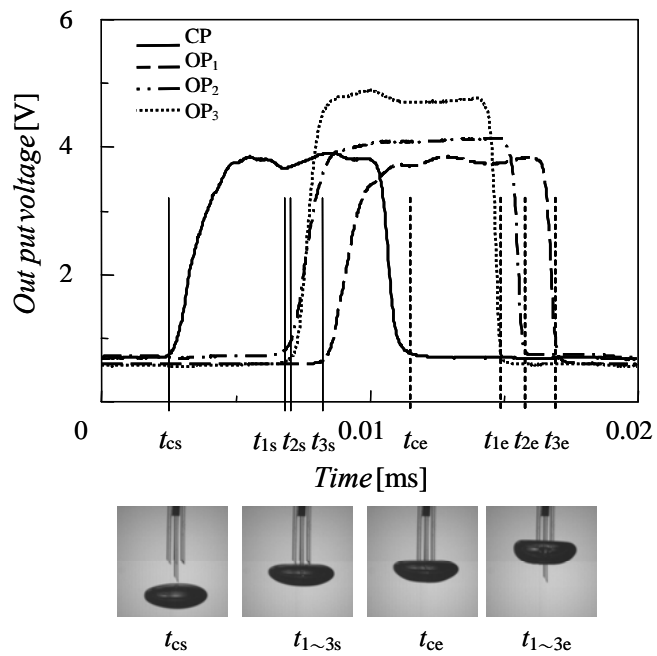 6
CP
OP₁
OP₂
OP₃
4
2
Out put voltage [V]
0 0.01 0.02
tcs t1s t2s t3s tce t1e t2e t3e
Time [ms]
tcs t1~3s tce t1~3e